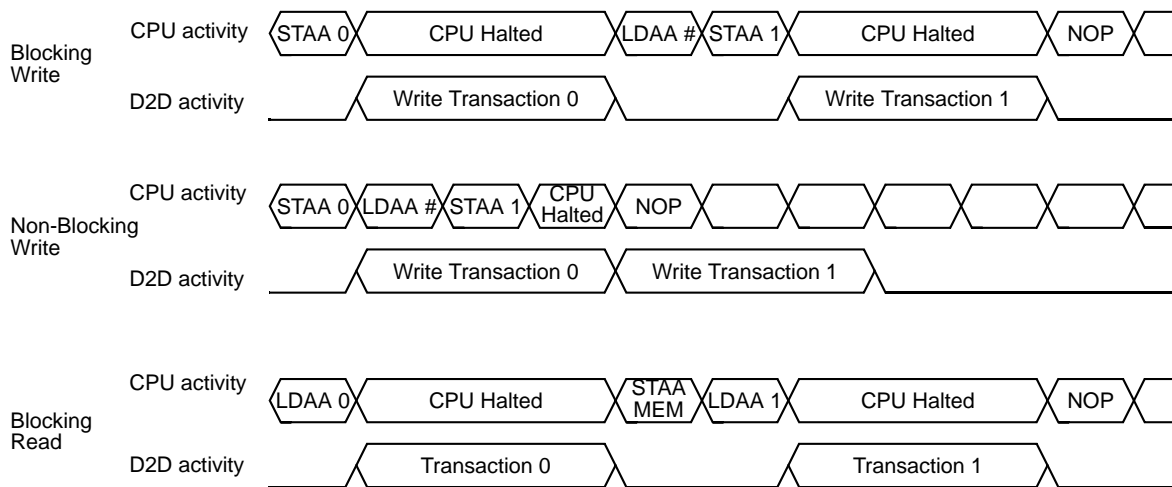 CPU activity STAA 0 CPU Halted LDAA # STAA 1 CPU Halted NOP
Blocking
Write
D2D activity Write Transaction 0 Write Transaction 1
CPU activity STAA 0 LDAA # STAA 1 CPU
Halted NOP
Non-Blocking
Write
D2D activity Write Transaction 0 Write Transaction 1
CPU activity LDAA 0 CPU Halted STAA
MEM LDAA 1 CPU Halted NOP
Blocking
Read
D2D activity Transaction 0 Transaction 1